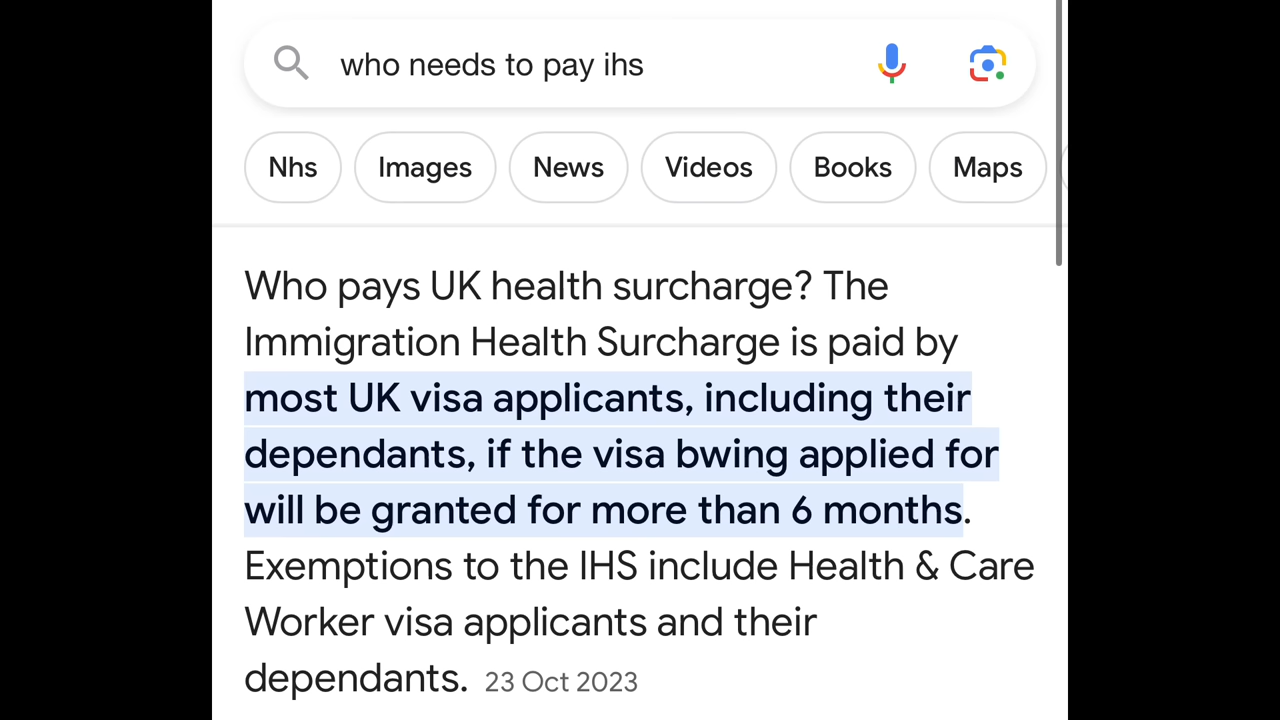 who needs to pay ihs
Nhs Images News Videos Books Maps
Who pays UK health surcharge? The
Immigration Health Surcharge is paid by
most UK visa applicants, including their
dependants, if the visa bwing applied for
will be granted for more than 6 months.
Exemptions to the IHS include Health & Care
Worker visa applicants and their
dependants. 23 Oct 2023